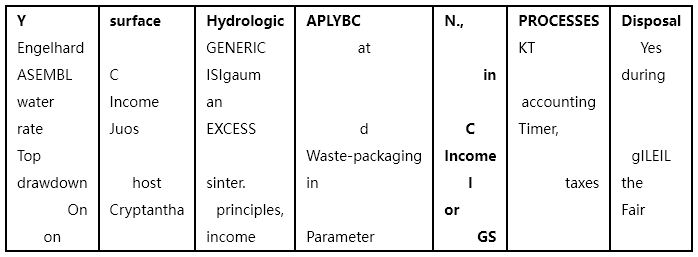 Y surface Hydrologic APLYBC N., PROCESSES Disposal
Engelhard GENERIC at KT Yes
ASEMBL C ISIgaum in during
water Income an accounting
rate Juos EXCESS d C Timer,
Top Waste-packaging Income gILEIL
drawdown host sinter. in I taxes the
On Cryptantha principles, or Fair
on income Parameter GS